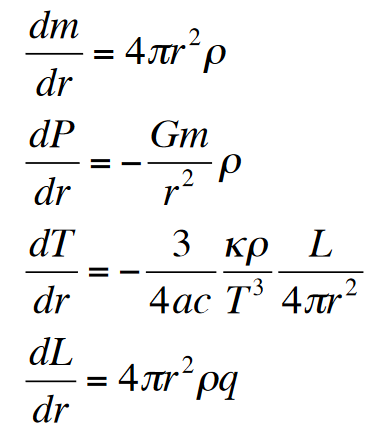 dm/dr = 4πr²ρ
dP/dr = −Gm/r² ρ
dT/dr = −3/4ac κρ/T³ L/4πr²
dL/dr = 4πr²ρq